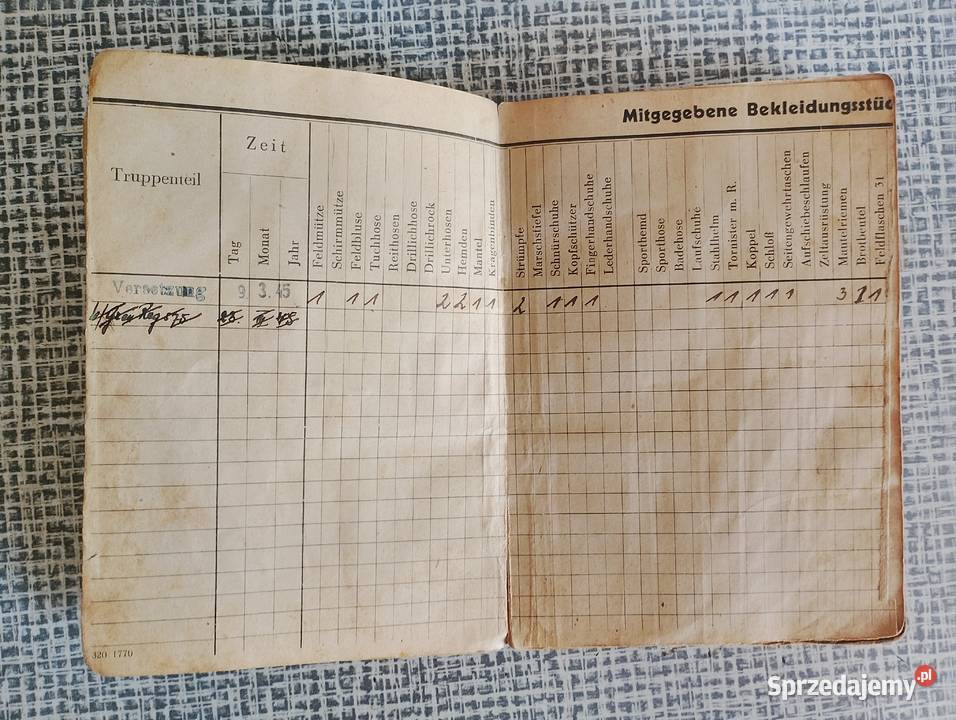 Mitgegebene Bekleidungsstüc
Truppenteil
Zeit
Tag
Monat
Jahr
Feldmütze
Schirmmütze
Feldbluse
Tuchhose
Reithosen
Drillichhose
Drillichrock
Unterhosen
Hemden
Mantel
Kragenbinden
Strümpfe
Marschstiefel
Schnürschuhe
Kopfschützer
Fingerhandschuhe
Lederhandschuhe
Sporthemd
Sporthose
Badehose
Laufschuhe
Stahlhelm
Tornister m. R.
Koppel
Schloß
Seitengewehrtaschen
Aufschiebeschlaufen
Zeltausrüstung
Mantelriemen
Brotbeutel
Feldflaschen 31
Versetzung 9. 3. 45 1 1 1 2 2 1 1 2 1 1 1 1 1 1 1 1 3 1 1
320 1770
Sprzedajemy.pl